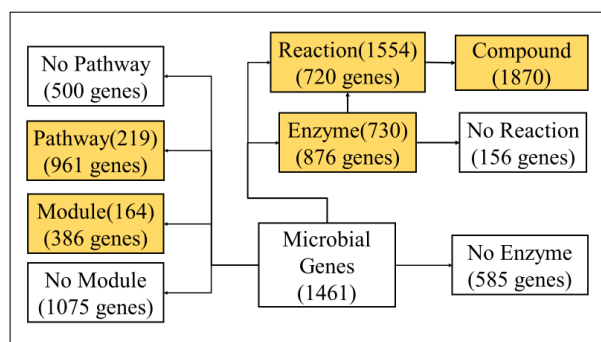 No Pathway
(500 genes)
Pathway(219)
(961 genes)
Module(164)
(386 genes)
No Module
(1075 genes)
Reaction(1554)
(720 genes)
Compound
(1870)
Enzyme(730)
(876 genes)
No Reaction
(156 genes)
Microbial
Genes
(1461)
No Enzyme
(585 genes)